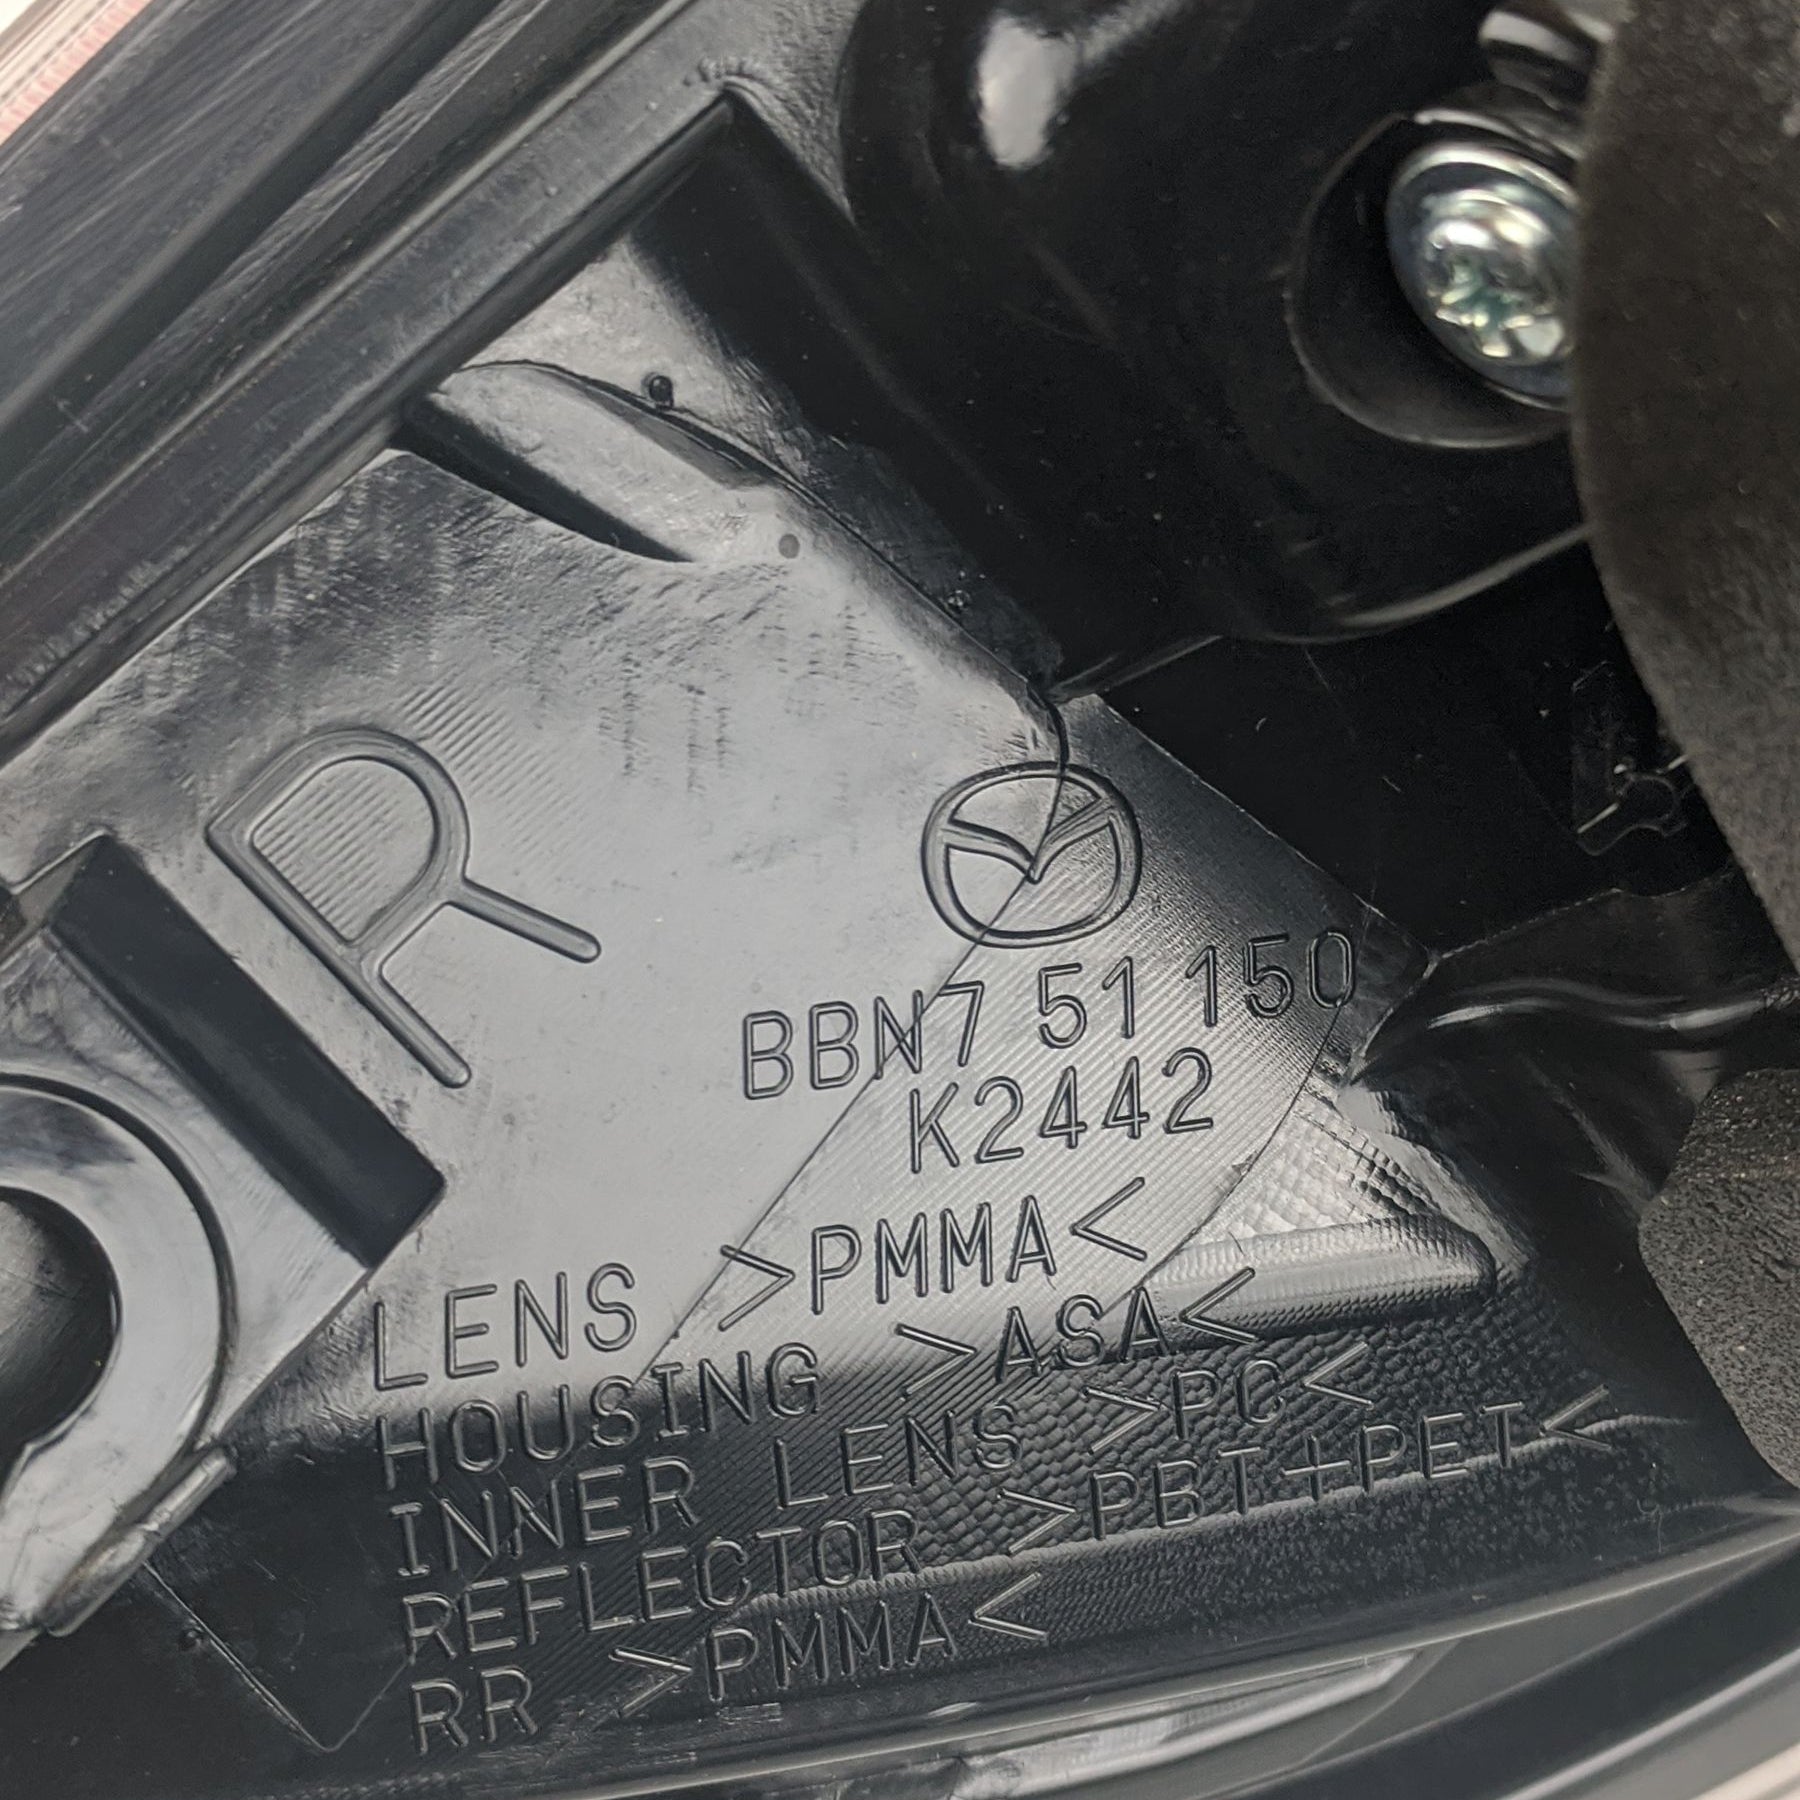 R
BBN7 51 150
K2442
LENS >PMMA<
HOUSING >ASA<
INNER LENS >PC<
REFLECTOR >PBT+PET<
RR >PMMA<